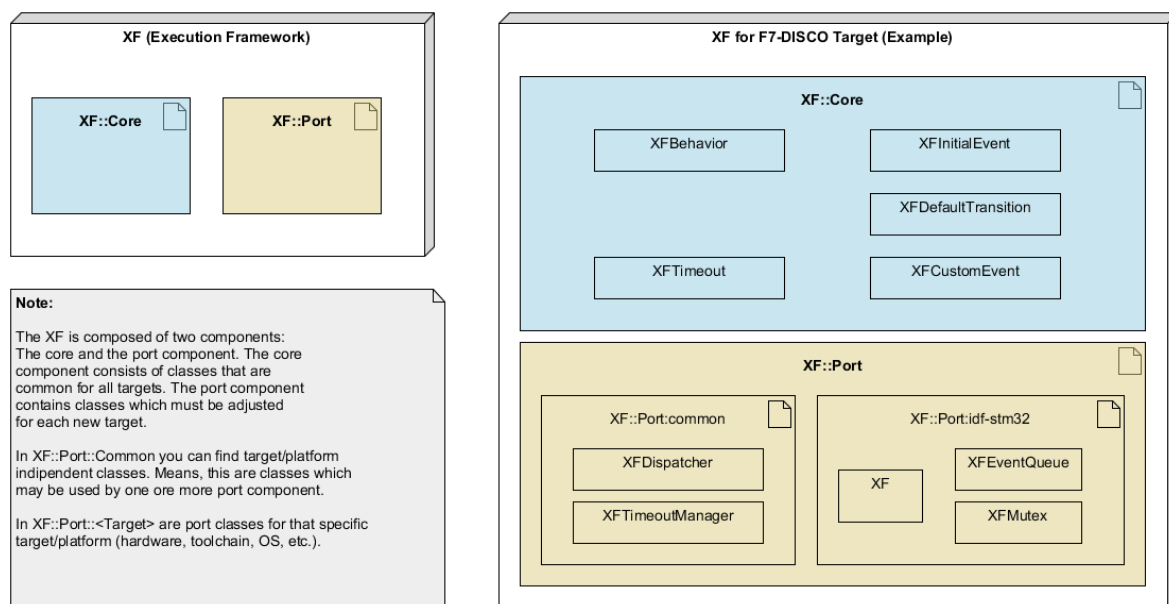 XF (Execution Framework)
XF::Core
XF::Port
Note:
The XF is composed of two components:
The core and the port component. The core
component consists of classes that are
common for all targets. The port component
contains classes which must be adjusted
for each new target.
In XF::Port::Common you can find target/platform
indipendent classes. Means, this are classes which
may be used by one ore more port component.
In XF::Port::<Target> are port classes for that specific
target/platform (hardware, toolchain, OS, etc.).
XF for F7-DISCO Target (Example)
XF::Core
XFBehavior
XFInitialEvent
XFDefaultTransition
XFTimeout
XFCustomEvent
XF::Port
XF::Port:common
XFDispatcher
XFTimeoutManager
XF::Port:idf-stm32
XF
XFEventQueue
XFMutex